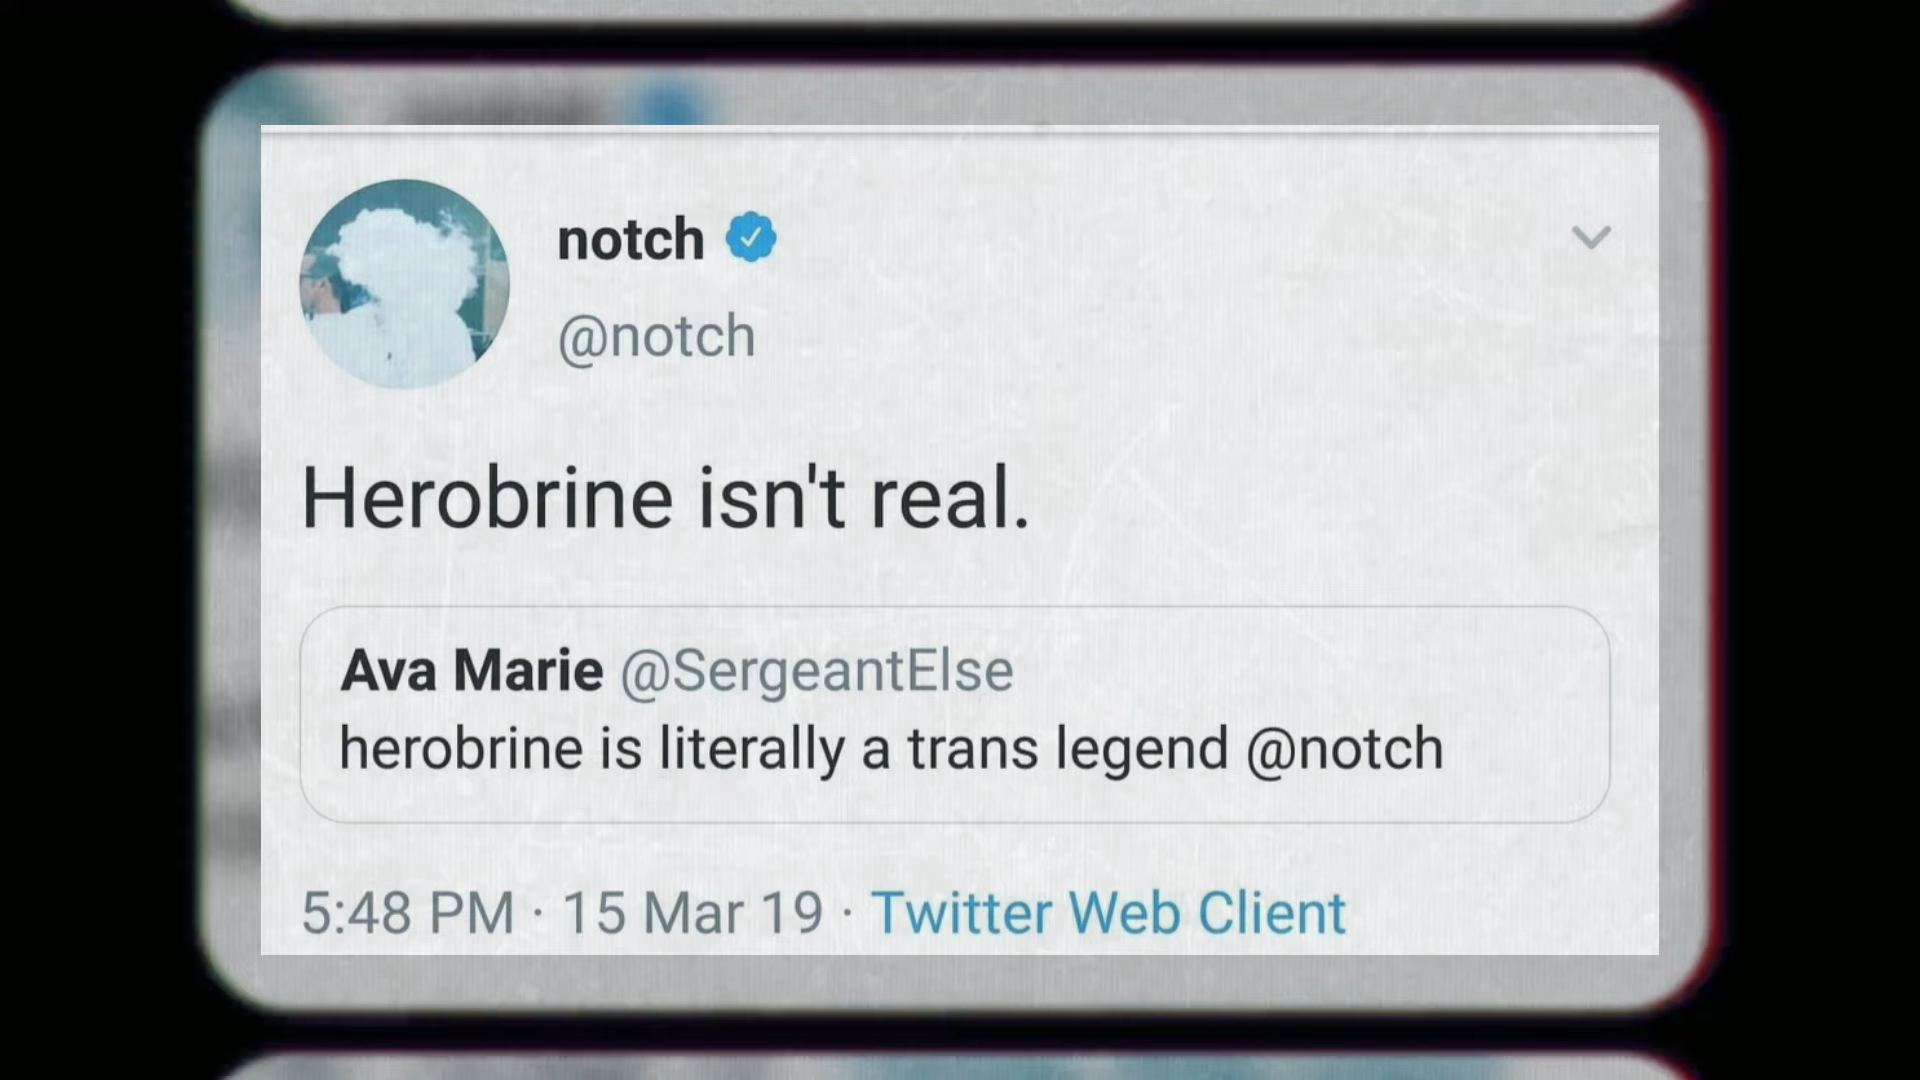 notch
@notch
Herobrine isn't real.
Ava Marie @SergeantElse
herobrine is literally a trans legend @notch
5:48 PM · 15 Mar 19 · Twitter Web Client